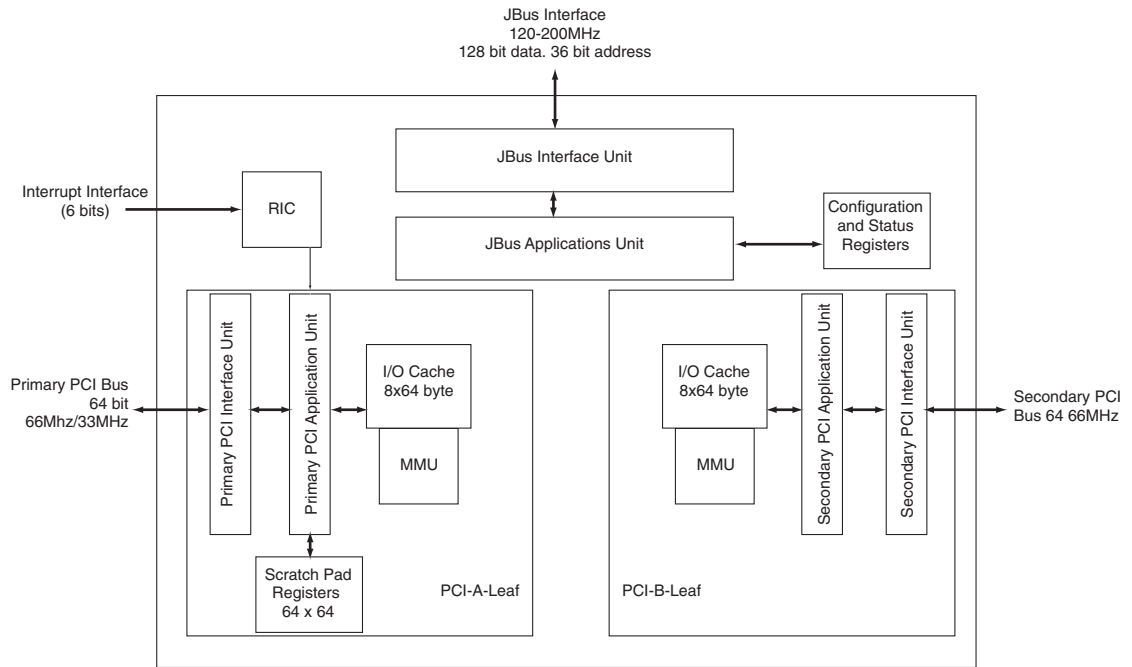 JBus Interface
120-200MHz
128 bit data. 36 bit address
JBus Interface Unit
Interrupt Interface
(6 bits)
RIC
JBus Applications Unit
Configuration
and Status
Registers
Primary PCI Bus
64 bit
66Mhz/33MHz
Primary PCI Interface Unit
Primary PCI Application Unit
I/O Cache
8x64 byte
MMU
Scratch Pad
Registers
64 x 64
PCI-A-Leaf
I/O Cache
8x64 byte
MMU
Secondary PCI Application Unit
Secondary PCI Interface Unit
PCI-B-Leaf
Secondary PCI
Bus 64 66MHz